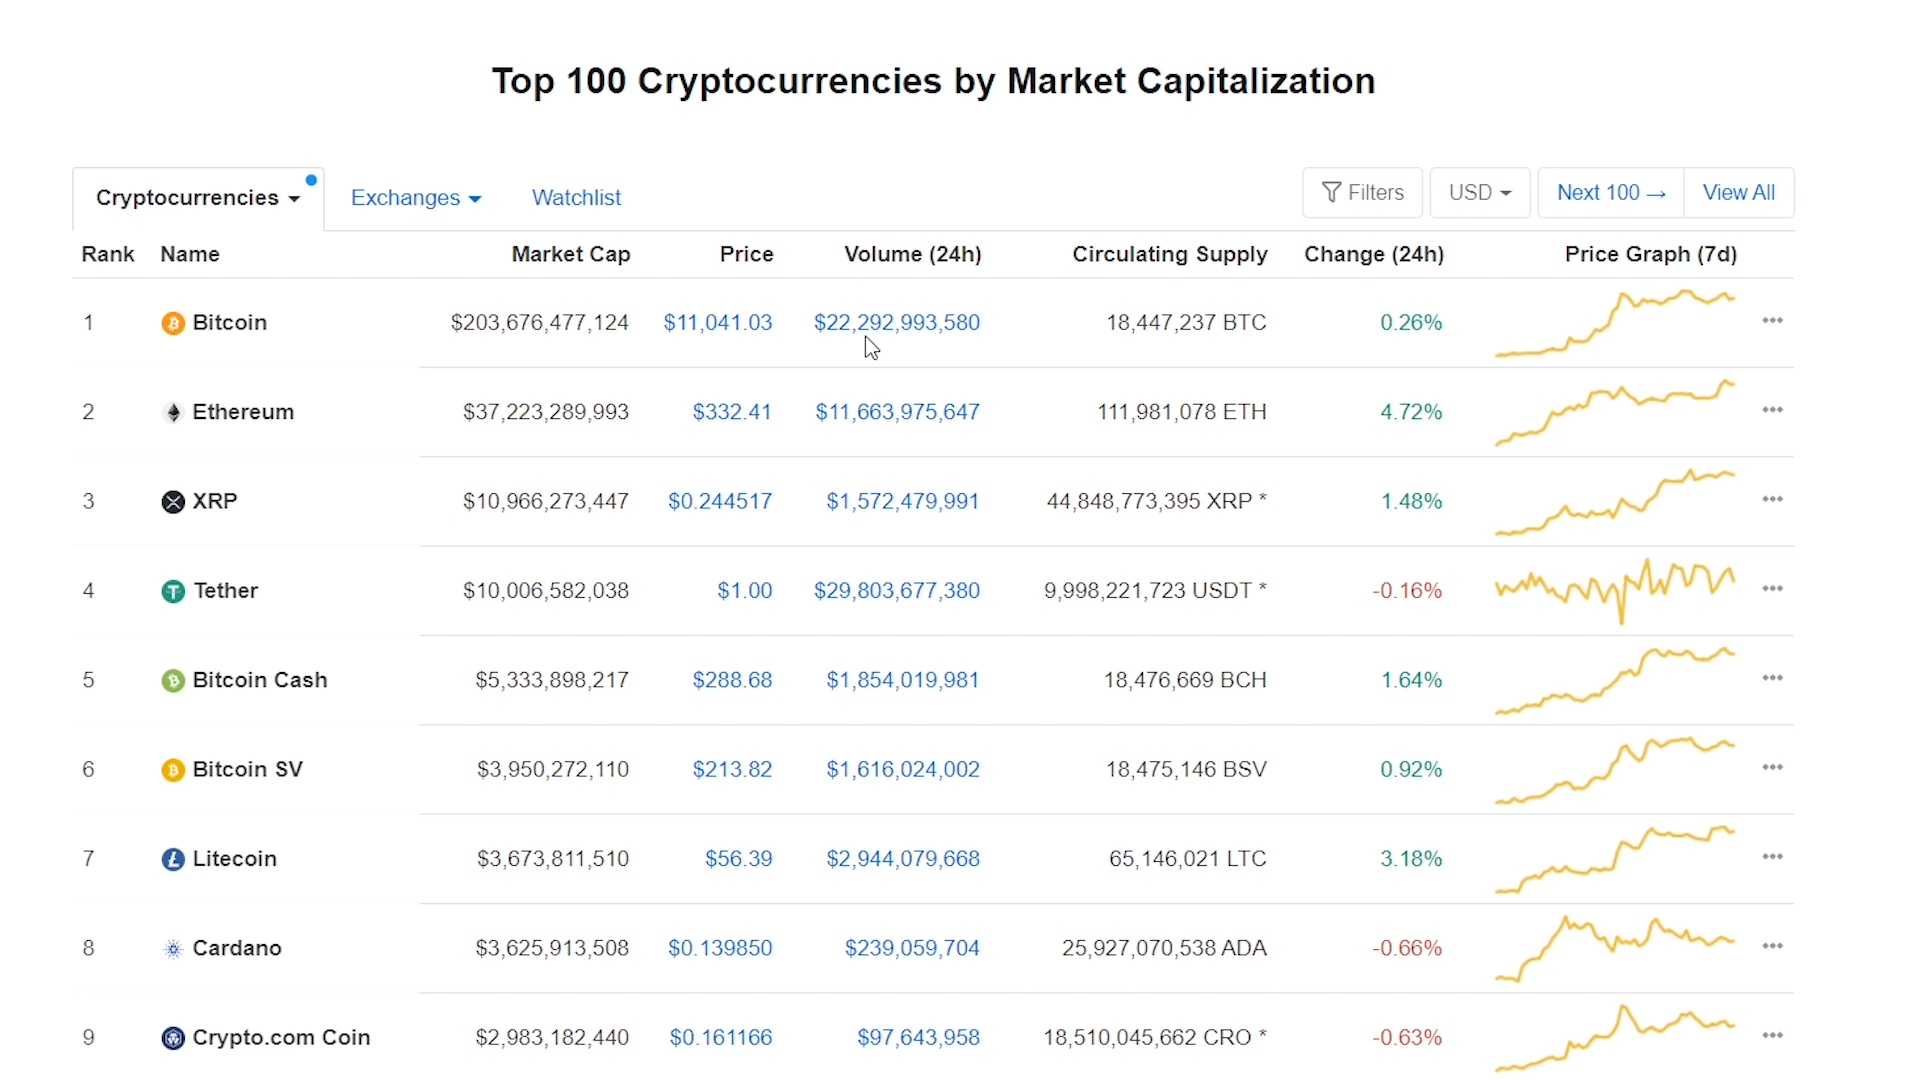 Top 100 Cryptocurrencies by Market Capitalization
Cryptocurrencies Exchanges Watchlist Filters USD Next 100 → View All
Rank Name Market Cap Price Volume (24h) Circulating Supply Change (24h) Price Graph (7d)
1 Bitcoin $203,676,477,124 $11,041.03 $22,292,993,580 18,447,237 BTC 0.26%
2 Ethereum $37,223,289,993 $332.41 $11,663,975,647 111,981,078 ETH 4.72%
3 XRP $10,966,273,447 $0.244517 $1,572,479,991 44,848,773,395 XRP * 1.48%
4 Tether $10,006,582,038 $1.00 $29,803,677,380 9,998,221,723 USDT * -0.16%
5 Bitcoin Cash $5,333,898,217 $288.68 $1,854,019,981 18,476,669 BCH 1.64%
6 Bitcoin SV $3,950,272,110 $213.82 $1,616,024,002 18,475,146 BSV 0.92%
7 Litecoin $3,673,811,510 $56.39 $2,944,079,668 65,146,021 LTC 3.18%
8 Cardano $3,625,913,508 $0.139850 $239,059,704 25,927,070,538 ADA -0.66%
9 Crypto.com Coin $2,983,182,440 $0.161166 $97,643,958 18,510,045,662 CRO * -0.63%